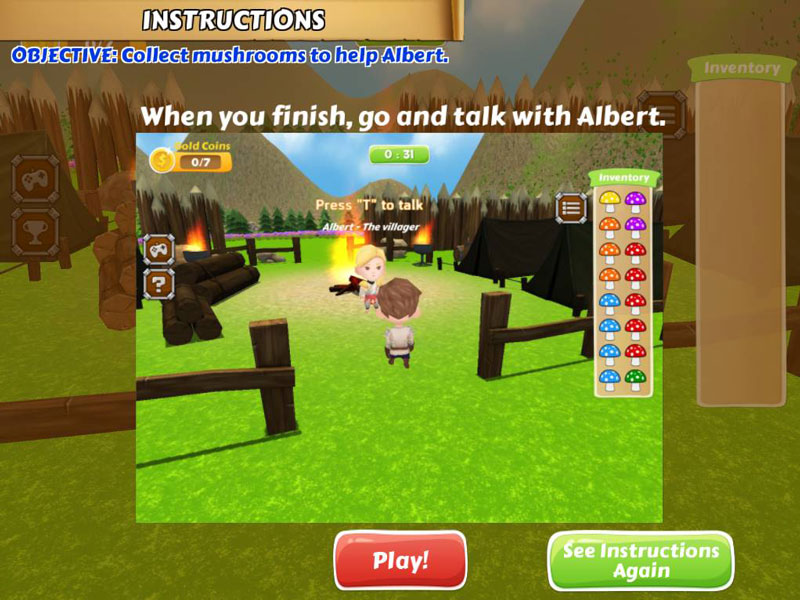 INSTRUCTIONS
OBJECTIVE: Collect mushrooms to help Albert.
Inventory
When you finish, go and talk with Albert.
Gold Coins
0/7
0 : 31
Inventory
Press "T" to talk
Albert - The villager
?
Play!
See Instructions
Again